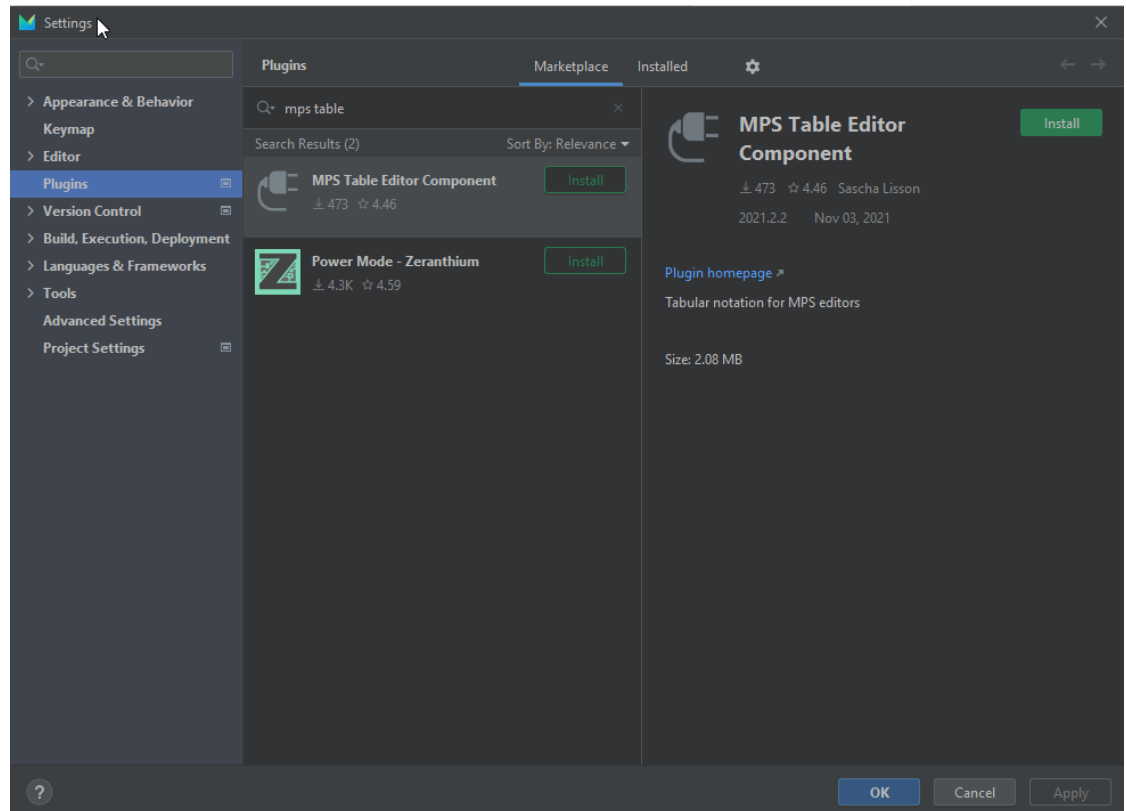 Settings
Plugins
Marketplace
Installed
Appearance & Behavior
Keymap
Editor
Plugins
Version Control
Build, Execution, Deployment
Languages & Frameworks
Tools
Advanced Settings
Project Settings
mps table
Search Results (2)
Sort By: Relevance
MPS Table Editor Component
Install
473 4.46
Power Mode - Zeranthium
Install
4.3K 4.59
MPS Table Editor
Component
Install
473 4.46 Sascha Lisson
2021.2.2 Nov 03, 2021
Plugin homepage
Tabular notation for MPS editors
Size: 2.08 MB
?
OK
Cancel
Apply